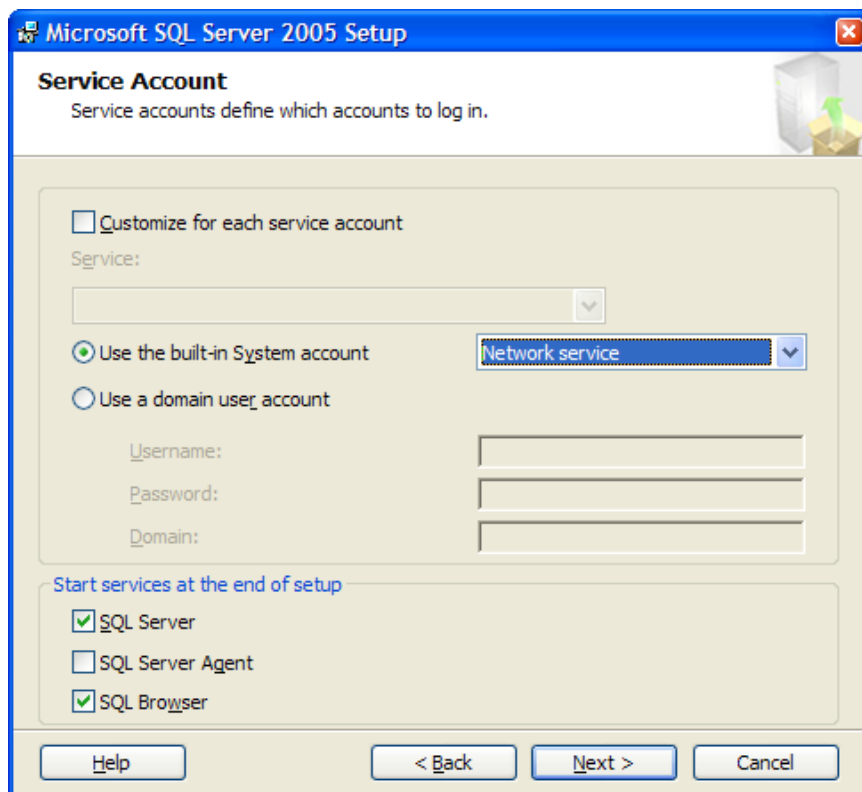 Microsoft SQL Server 2005 Setup
Service Account
Service accounts define which accounts to log in.
Customize for each service account
Service:
Use the built-in System account
Network service
Use a domain user account
Username:
Password:
Domain:
Start services at the end of setup
SQL Server
SQL Server Agent
SQL Browser
Help
< Back
Next >
Cancel